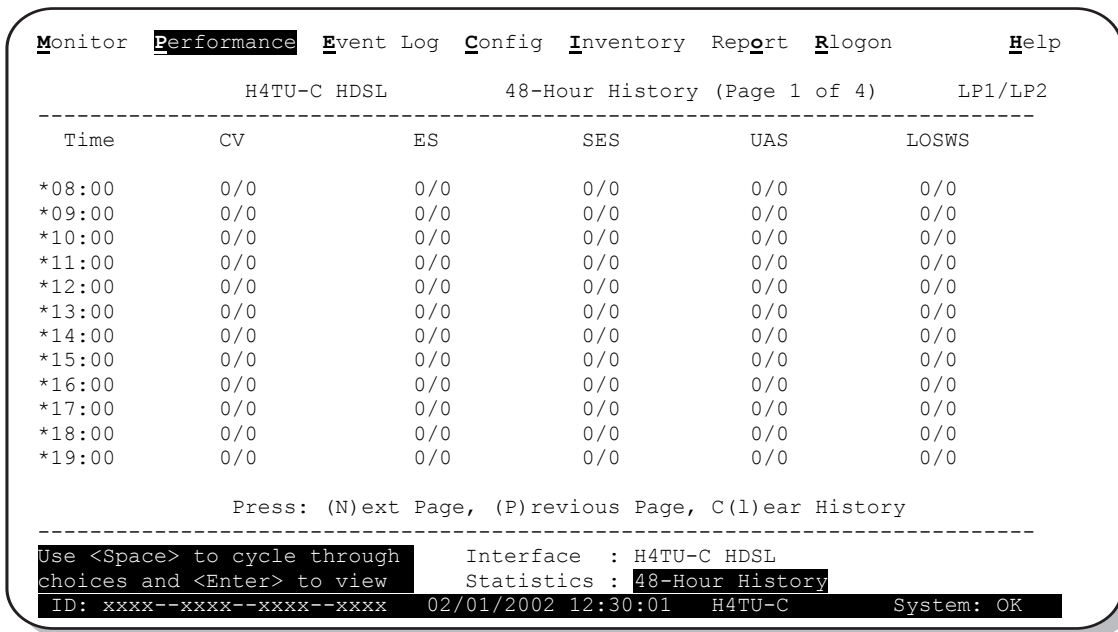 Monitor Performance Event Log Config Inventory Report Rlogon Help
H4TU-C HDSL 48-Hour History (Page 1 of 4) LP1/LP2
--------------------------------------------------------------------------------
Time CV ES SES UAS LOSWS
*08:00 0/0 0/0 0/0 0/0 0/0
*09:00 0/0 0/0 0/0 0/0 0/0
*10:00 0/0 0/0 0/0 0/0 0/0
*11:00 0/0 0/0 0/0 0/0 0/0
*12:00 0/0 0/0 0/0 0/0 0/0
*13:00 0/0 0/0 0/0 0/0 0/0
*14:00 0/0 0/0 0/0 0/0 0/0
*15:00 0/0 0/0 0/0 0/0 0/0
*16:00 0/0 0/0 0/0 0/0 0/0
*17:00 0/0 0/0 0/0 0/0 0/0
*18:00 0/0 0/0 0/0 0/0 0/0
*19:00 0/0 0/0 0/0 0/0 0/0
Press: (N)ext Page, (P)revious Page, C(l)ear History
--------------------------------------------------------------------------------
Use <Space> to cycle through Interface : H4TU-C HDSL
choices and <Enter> to view Statistics : 48-Hour History
ID: xxxx--xxxx--xxxx--xxxx 02/01/2002 12:30:01 H4TU-C System: OK